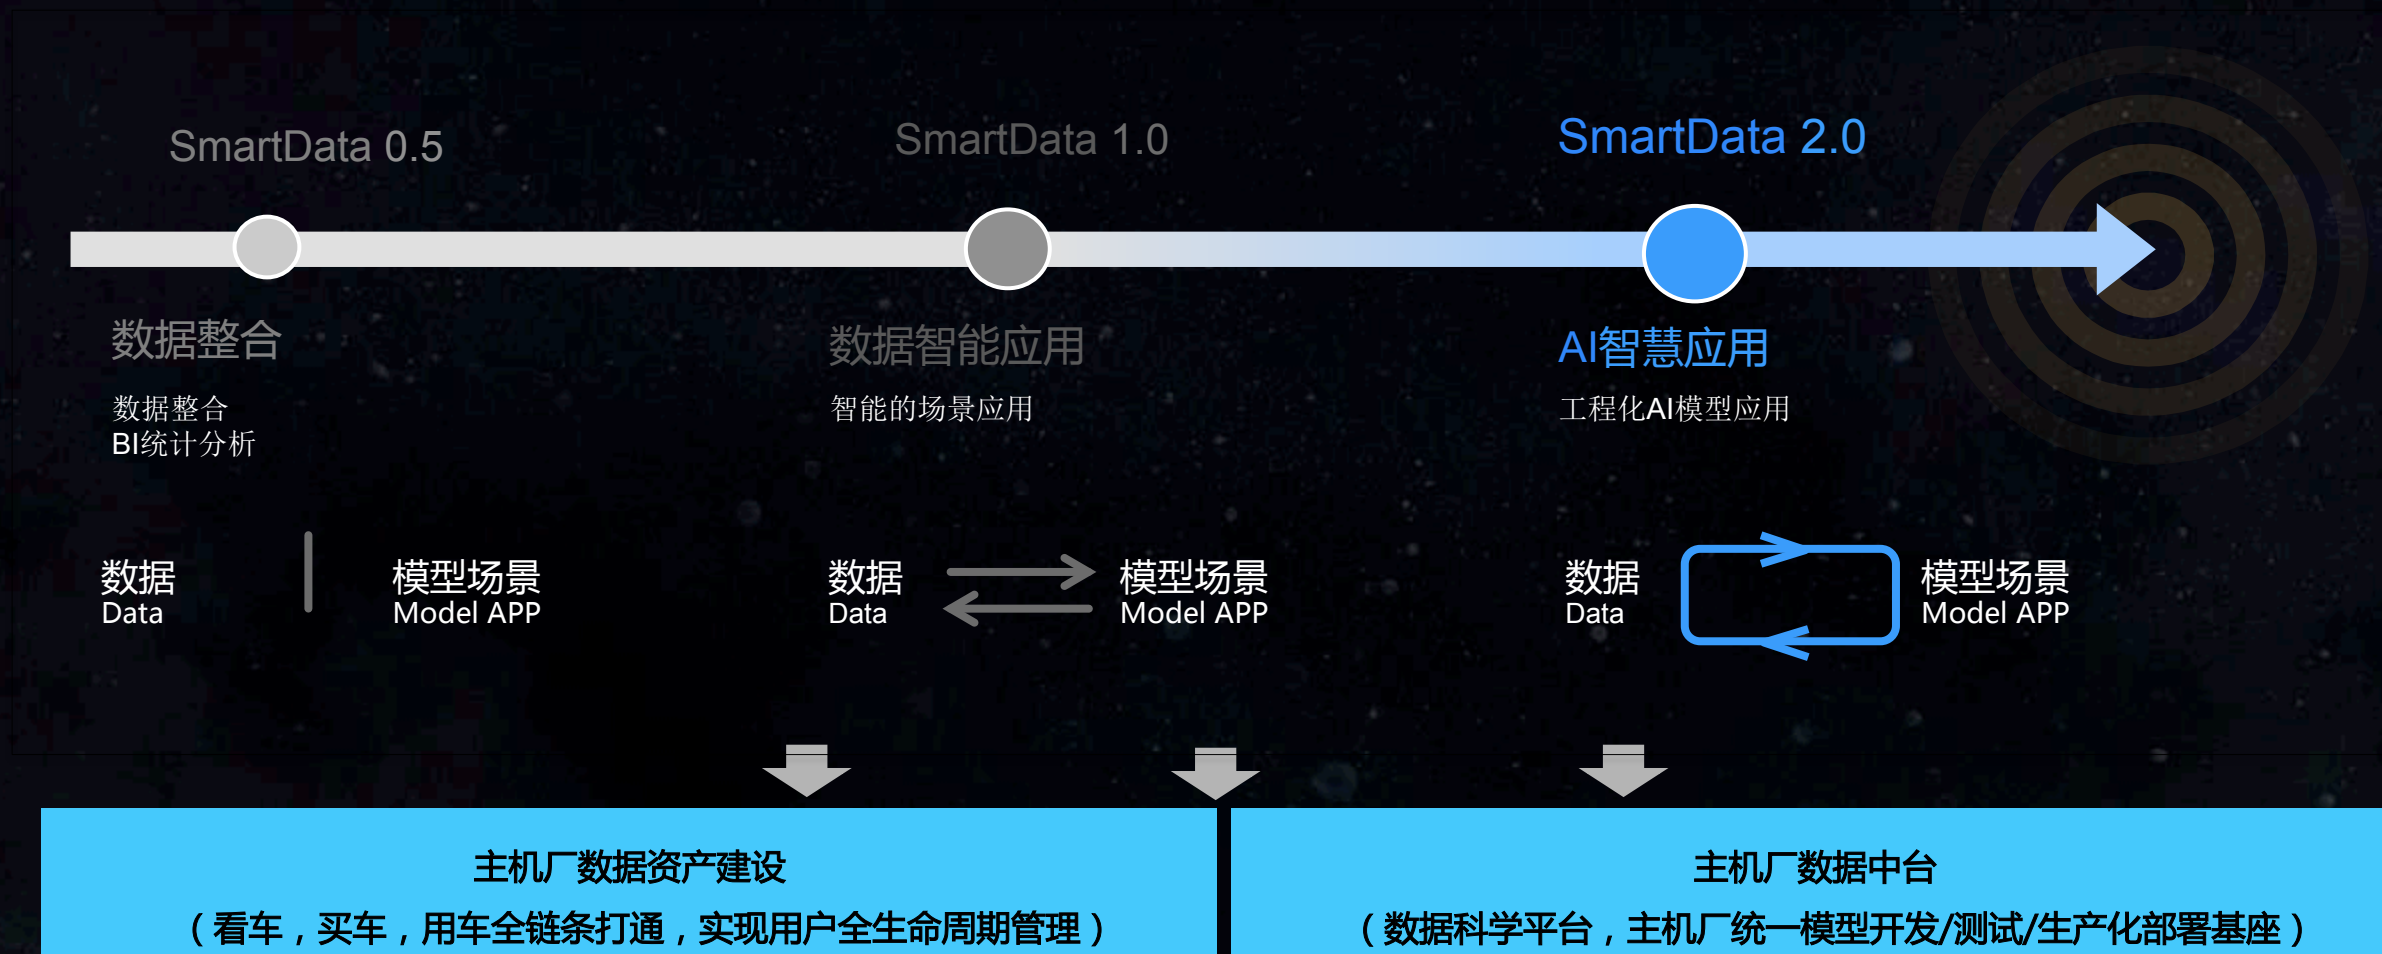 SmartData 0.5
SmartData 1.0
SmartData 2.0
数据整合
数据智能应用
AI智慧应用
数据整合
BI统计分析
智能的场景应用
工程化AI模型应用
数据
Data
模型场景
Model APP
数据
Data
模型场景
Model APP
数据
Data
模型场景
Model APP
主机厂数据资产建设
（看车，买车，用车全链条打通，实现用户全生命周期管理）
主机厂数据中台
（数据科学平台，主机厂统一模型开发/测试/生产化部署基座）